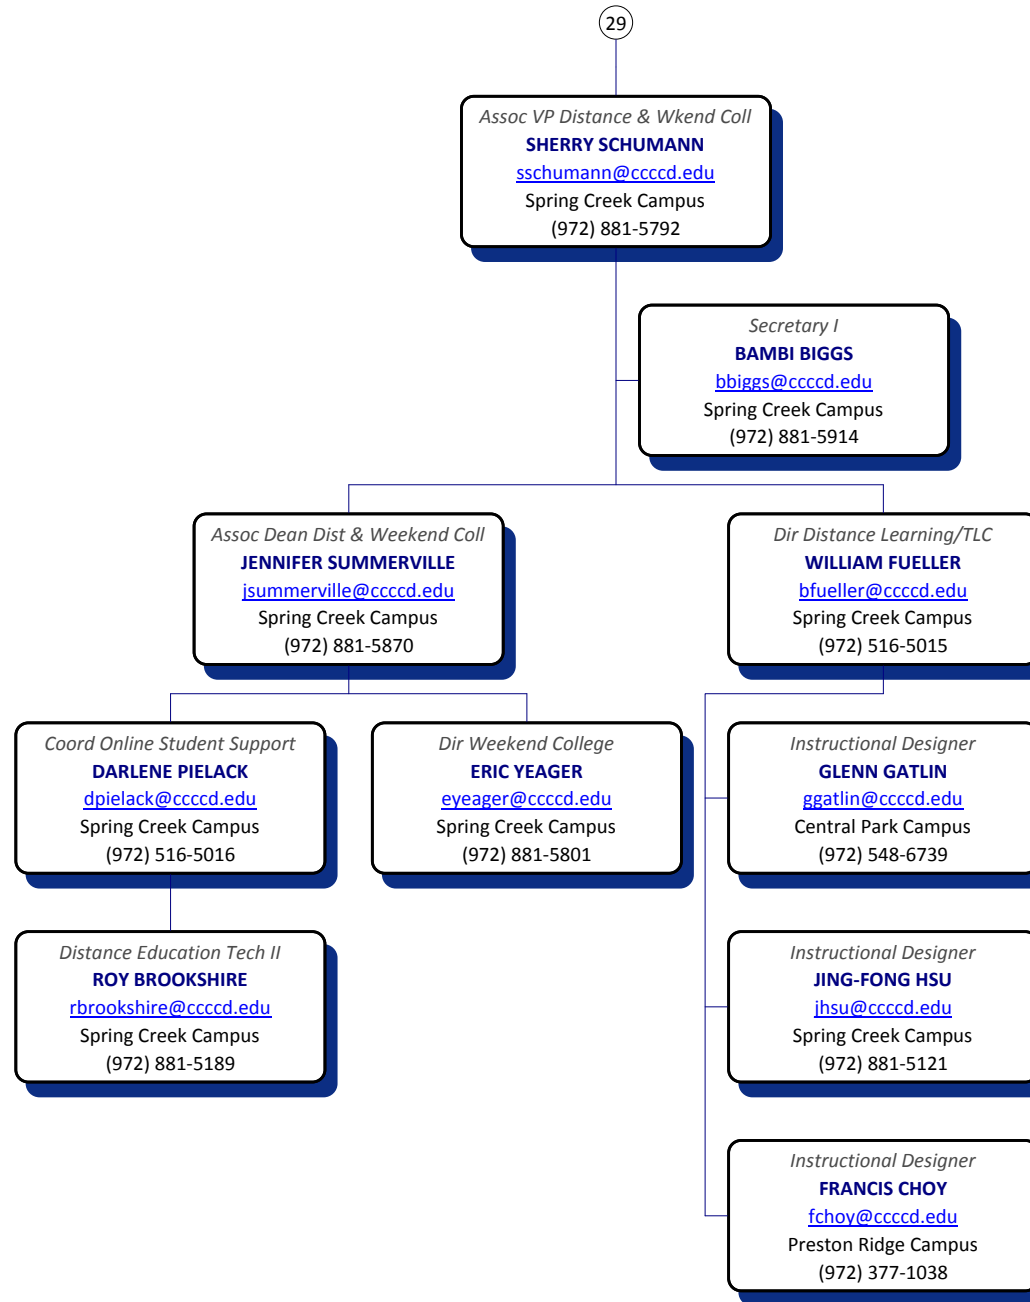 29
Assoc VP Distance & Wkend Coll
SHERRY SCHUMANN
sschumann@ccccd.edu
Spring Creek Campus
(972) 881-5792
Secretary I
BAMBI BIGGS
bbiggs@ccccd.edu
Spring Creek Campus
(972) 881-5914
Assoc Dean Dist & Weekend Coll
JENNIFER SUMMERVILLE
jsummerville@ccccd.edu
Spring Creek Campus
(972) 881-5870
Dir Distance Learning/TLC
WILLIAM FUELLER
bfueller@ccccd.edu
Spring Creek Campus
(972) 516-5015
Coord Online Student Support
DARLENE PIELACK
dpielack@ccccd.edu
Spring Creek Campus
(972) 516-5016
Dir Weekend College
ERIC YEAGER
eyeager@ccccd.edu
Spring Creek Campus
(972) 881-5801
Instructional Designer
GLENN GATLIN
ggatlin@ccccd.edu
Central Park Campus
(972) 548-6739
Distance Education Tech II
ROY BROOKSHIRE
rbrookshire@ccccd.edu
Spring Creek Campus
(972) 881-5189
Instructional Designer
JING-FONG HSU
jhsu@ccccd.edu
Spring Creek Campus
(972) 881-5121
Instructional Designer
FRANCIS CHOY
fchoy@ccccd.edu
Preston Ridge Campus
(972) 377-1038